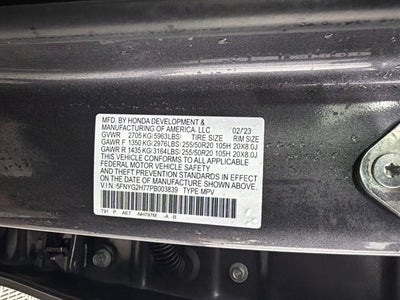 MFD. BY HONDA DEVELOPMENT &
MANUFACTURING OF AMERICA, LLC 02/'23
GVWR 2705 KG( 5963LBS) TIRE SIZE RIM SIZE
GAWR F 1350 KG( 2976LBS) 255/50R20 105H 20X8.0J
GAWR R 1435 KG( 3164LBS) 255/50R20 105H 20X8.0J
THIS VEHICLE CONFORMS TO ALL APPLICABLE
FEDERAL MOTOR VEHICLE SAFETY
AND THEFT PREVENTION STANDARDS IN EFFECT
ON THE DATE OF MANUFACTURE SHOWN ABOVE.
V.I.N.: 5FNYG2H77PB003839 TYPE: MPV
T91 P AE7 -NH797M -A -B